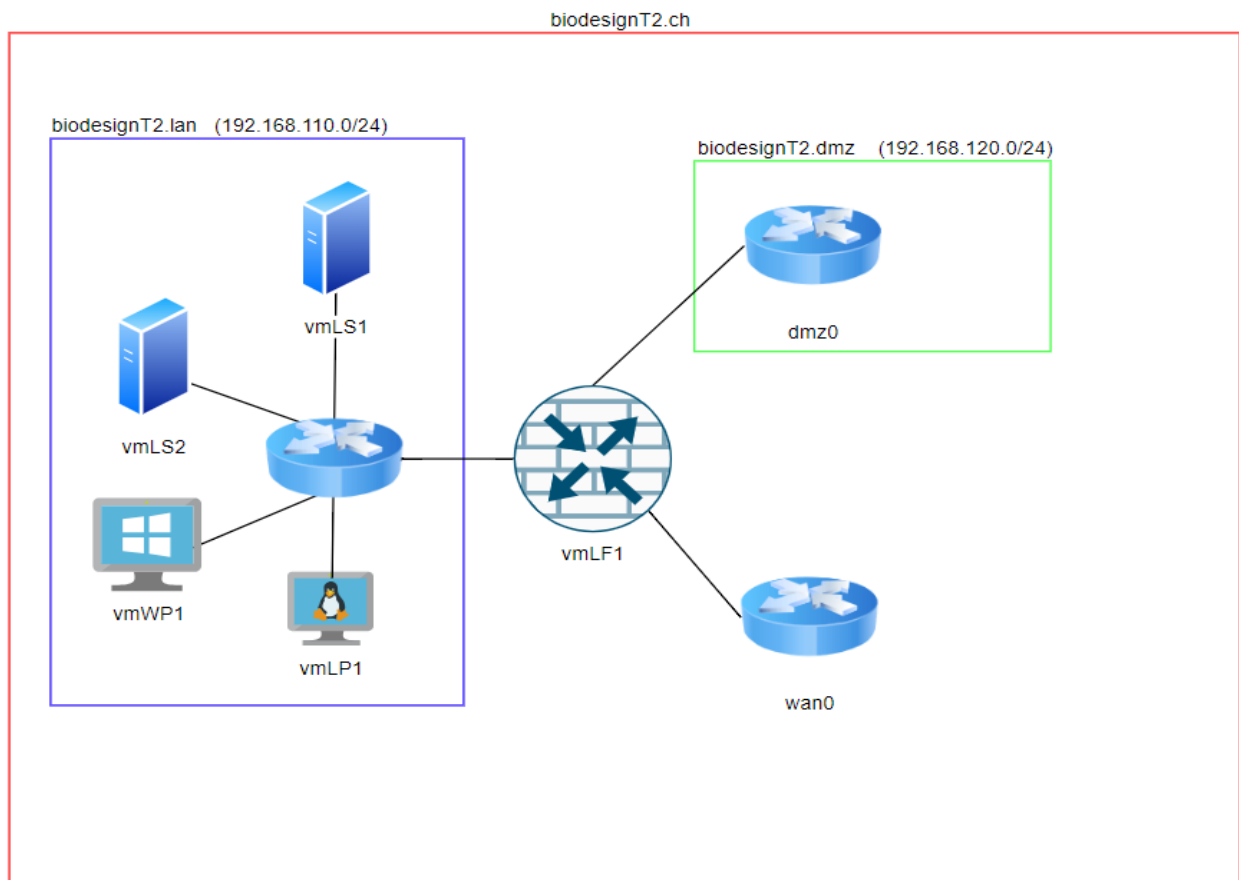 biodesignT2.ch
biodesignT2.lan (192.168.110.0/24)
biodesignT2.dmz (192.168.120.0/24)
vmLS1
dmz0
vmLS2
vmLF1
vmWP1
vmLP1
wan0